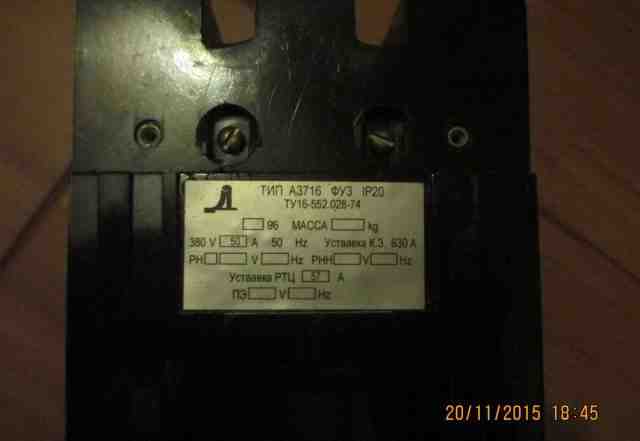 ТИП А3716 ФУЗ IP20
ТУ16-552.028-74
96 МАССА kg
380 V 50 A 50 Hz Уставка К.З. 630 А
РН V Hz РНН V Hz
Уставка РТЦ 57 А
ПЭ V Hz
20/11/2015 18:45